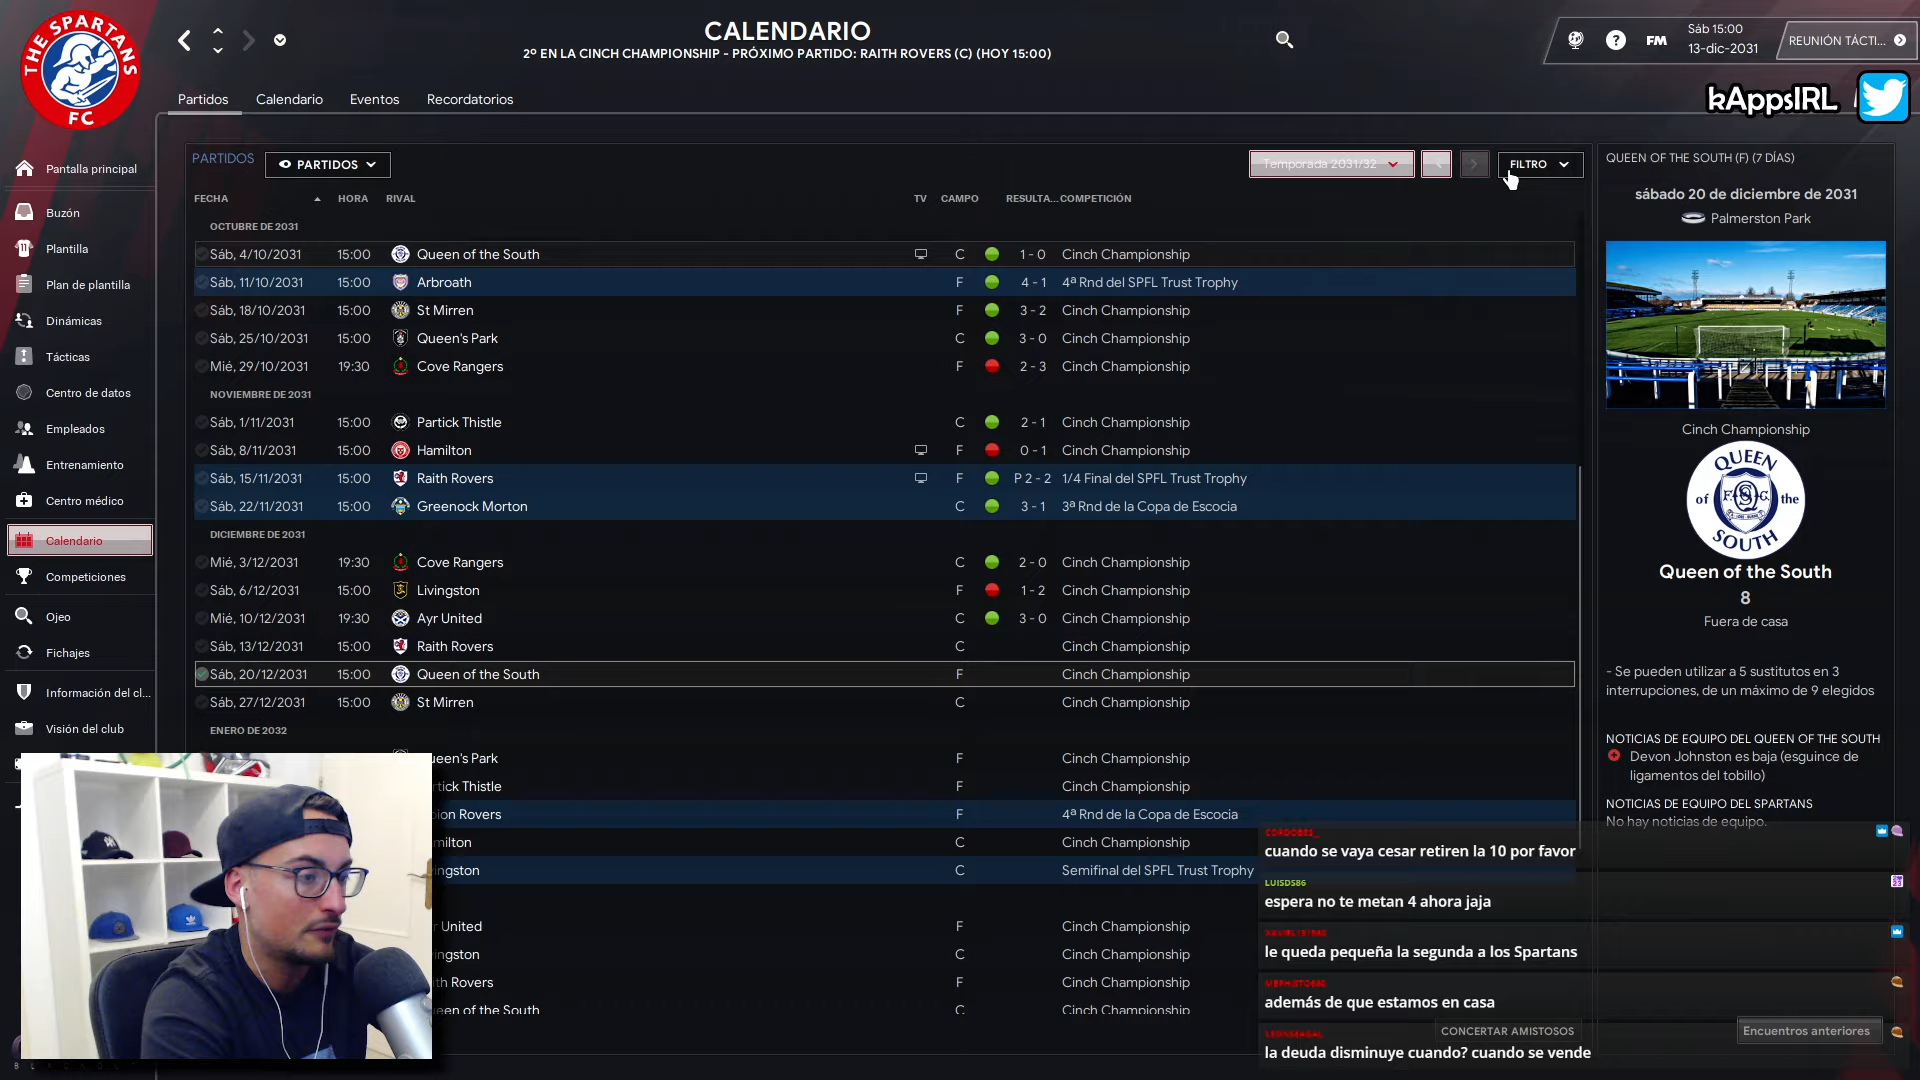 THE SPARTANS
FC
CALENDARIO
2º EN LA CINCH CHAMPIONSHIP - PRÓXIMO PARTIDO: RAITH ROVERS (C) (HOY 15:00)
FM
Sáb 15:00
13-dic-2031
REUNIÓN TÁCTI...
kAppsIRL
Partidos
Calendario
Eventos
Recordatorios
Pantalla principal
Buzón
Plantilla
Plan de plantilla
Dinámicas
Tácticas
Centro de datos
Empleados
Entrenamiento
Centro médico
Calendario
Competiciones
Ojeo
Fichajes
Información del cl...
Visión del club
PARTIDOS
PARTIDOS
Temporada 2031/32
FILTRO
FECHA HORA RIVAL TV CAMPO RESULTA... COMPETICIÓN
OCTUBRE DE 2031
Sáb, 4/10/2031 15:00 Queen of the South C 1 - 0 Cinch Championship
Sáb, 11/10/2031 15:00 Arbroath F 4 - 1 4ª Rnd del SPFL Trust Trophy
Sáb, 18/10/2031 15:00 St Mirren F 3 - 2 Cinch Championship
Sáb, 25/10/2031 15:00 Queen's Park C 3 - 0 Cinch Championship
Mié, 29/10/2031 19:30 Cove Rangers F 2 - 3 Cinch Championship
NOVIEMBRE DE 2031
Sáb, 1/11/2031 15:00 Partick Thistle C 2 - 1 Cinch Championship
Sáb, 8/11/2031 15:00 Hamilton F 0 - 1 Cinch Championship
Sáb, 15/11/2031 15:00 Raith Rovers F P 2 - 2 1/4 Final del SPFL Trust Trophy
Sáb, 22/11/2031 15:00 Greenock Morton C 3 - 1 3ª Rnd de la Copa de Escocia
DICIEMBRE DE 2031
Mié, 3/12/2031 19:30 Cove Rangers C 2 - 0 Cinch Championship
Sáb, 6/12/2031 15:00 Livingston F 1 - 2 Cinch Championship
Mié, 10/12/2031 19:30 Ayr United C 3 - 0 Cinch Championship
Sáb, 13/12/2031 15:00 Raith Rovers C Cinch Championship
Sáb, 20/12/2031 15:00 Queen of the South F Cinch Championship
Sáb, 27/12/2031 15:00 St Mirren C Cinch Championship
ENERO DE 2032
ueen's Park F Cinch Championship
rtick Thistle F Cinch Championship
ion Rovers F 4ª Rnd de la Copa de Escocia
milton C Cinch Championship
ingston C Semifinal del SPFL Trust Trophy
r United F Cinch Championship
ingston C Cinch Championship
th Rovers F Cinch Championship
een of the South C Cinch Championship
QUEEN OF THE SOUTH (F) (7 DÍAS)
sábado 20 de diciembre de 2031
Palmerston Park
Cinch Championship
QUEEN
of the
SOUTH
Queen of the South
8
Fuera de casa
- Se pueden utilizar a 5 sustitutos en 3
interrupciones, de un máximo de 9 elegidos
NOTICIAS DE EQUIPO DEL QUEEN OF THE SOUTH
Devon Johnston es baja (esguince de
ligamentos del tobillo)
NOTICIAS DE EQUIPO DEL SPARTANS
No hay noticias de equipo.
cuando se vaya cesar retiren la 10 por favor
LUISDS86
espera no te metan 4 ahora jaja
le queda pequeña la segunda a los Spartans
además de que estamos en casa
CONCERTAR AMISTOSOS
Encuentros anteriores
la deuda disminuye cuando? cuando se vende